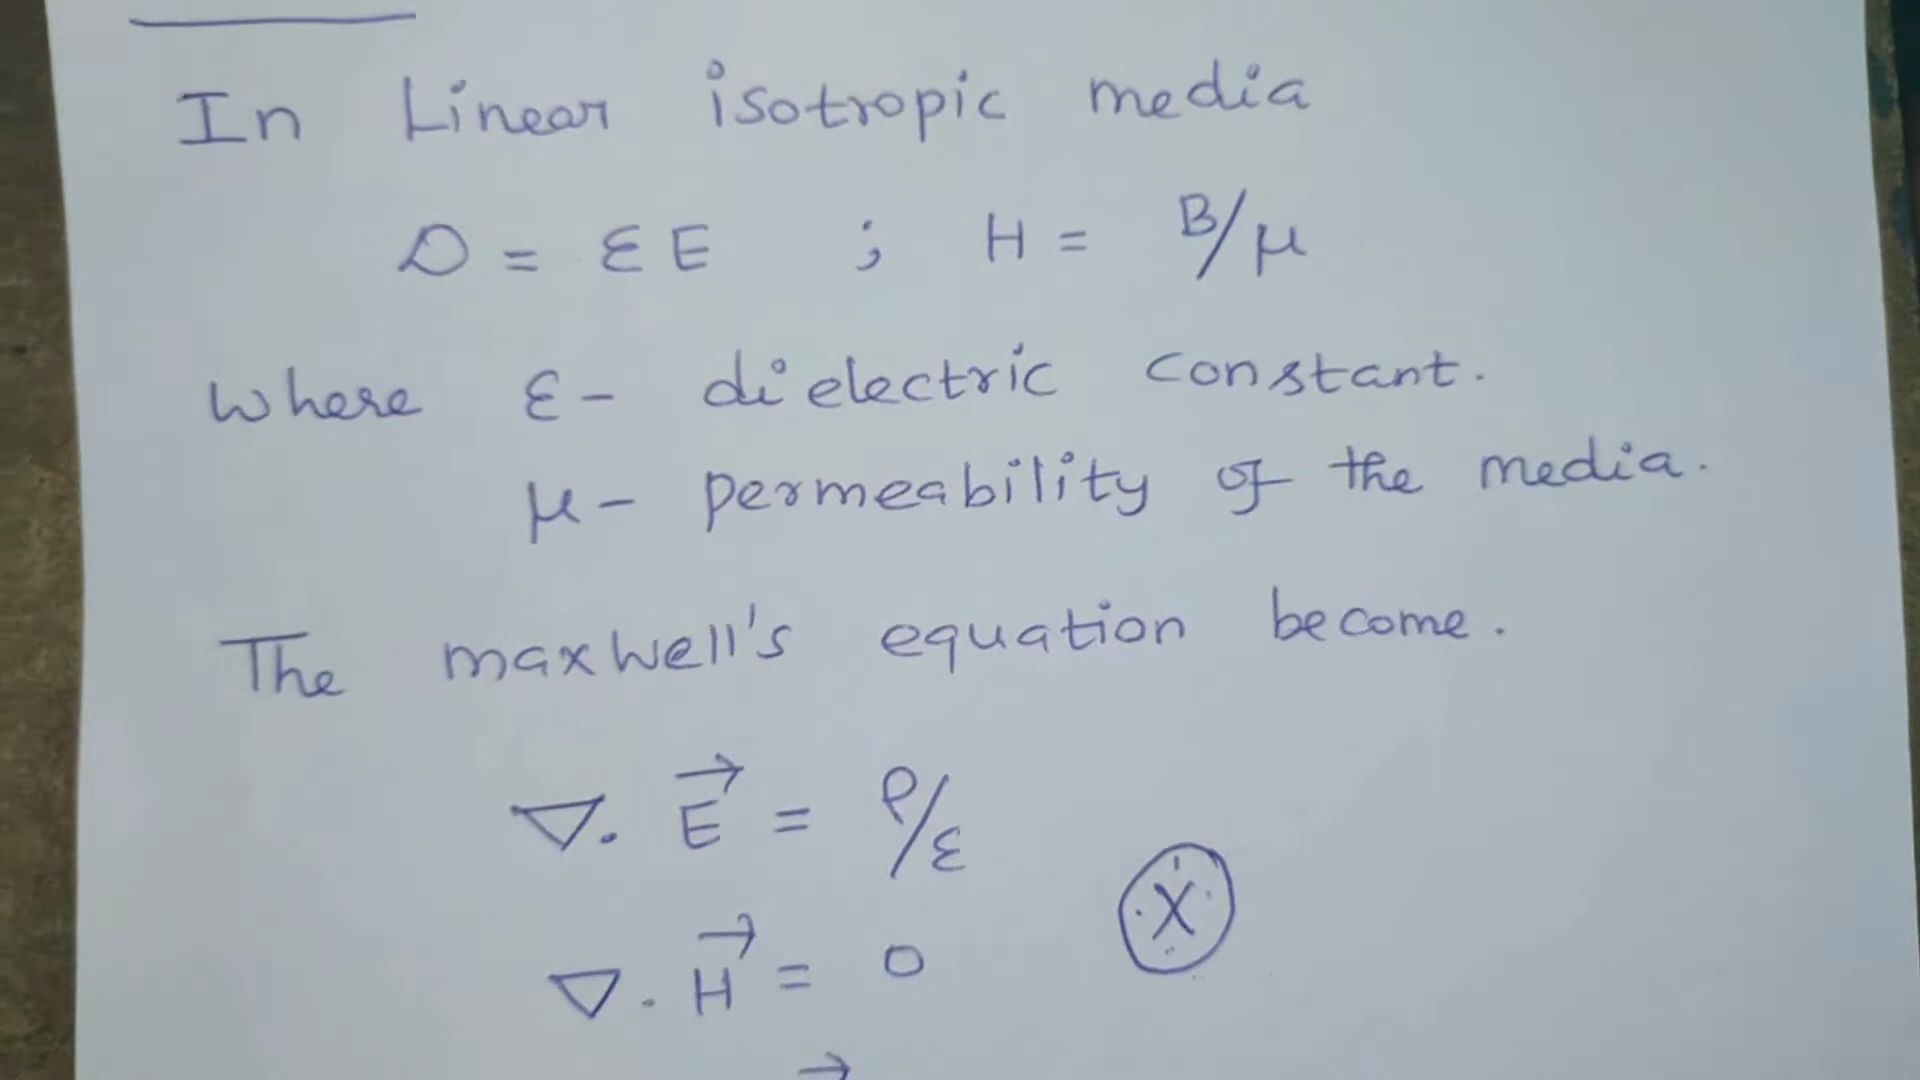 In Linear isotropic media
D = εE ; H = B/μ
Where ε- dielectric constant.
μ- permeability of the media.
The maxwell's equation become.
∇. E⃗ = ρ/ε
X
∇. H⃗ = 0